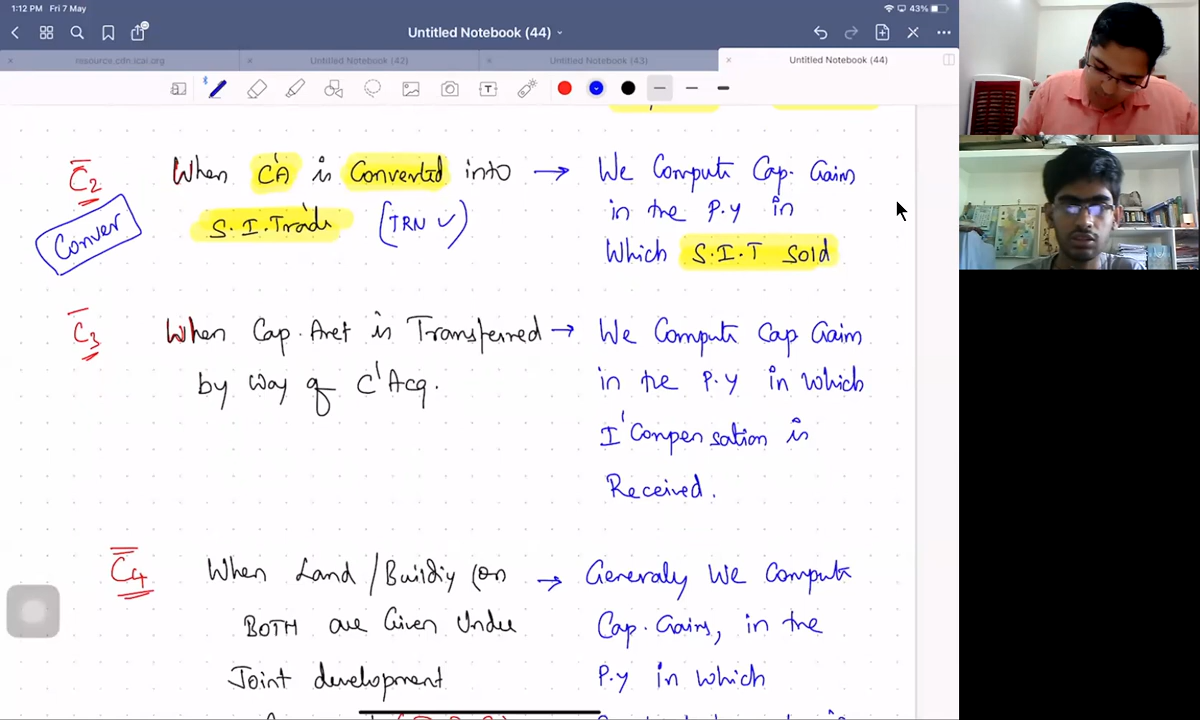 1:12 PM Fri 7 May
43%
Untitled Notebook (44)
resource.cdn.icai.org
Untitled Notebook (42)
Untitled Notebook (43)
Untitled Notebook (44)
C2
When CA is Converted into → We Compute Cap. Gain
S.I.Trade (TRN ✓) in the P.y in
Conver
Which S.I.T Sold
C3
When Cap. Aret is Transferred → We Compute Cap Gain
by Way of C'Acq. in the P.y in which
I'Compensation is
Received.
C4
When Land/Buildiy (or → Generaly We Compute
BOTH are Given Unde Cap. Gains, in the
Joint development P.y in which